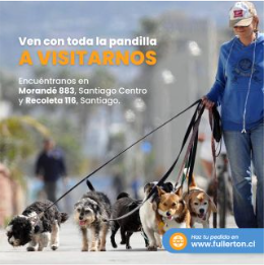 Ven con toda la pandilla
A VISITARNOS
Encuéntranos en
Morandé 883, Santiago Centro
y Recoleta 116, Santiago.
Haz tu pedido en
www.fullerton.cl